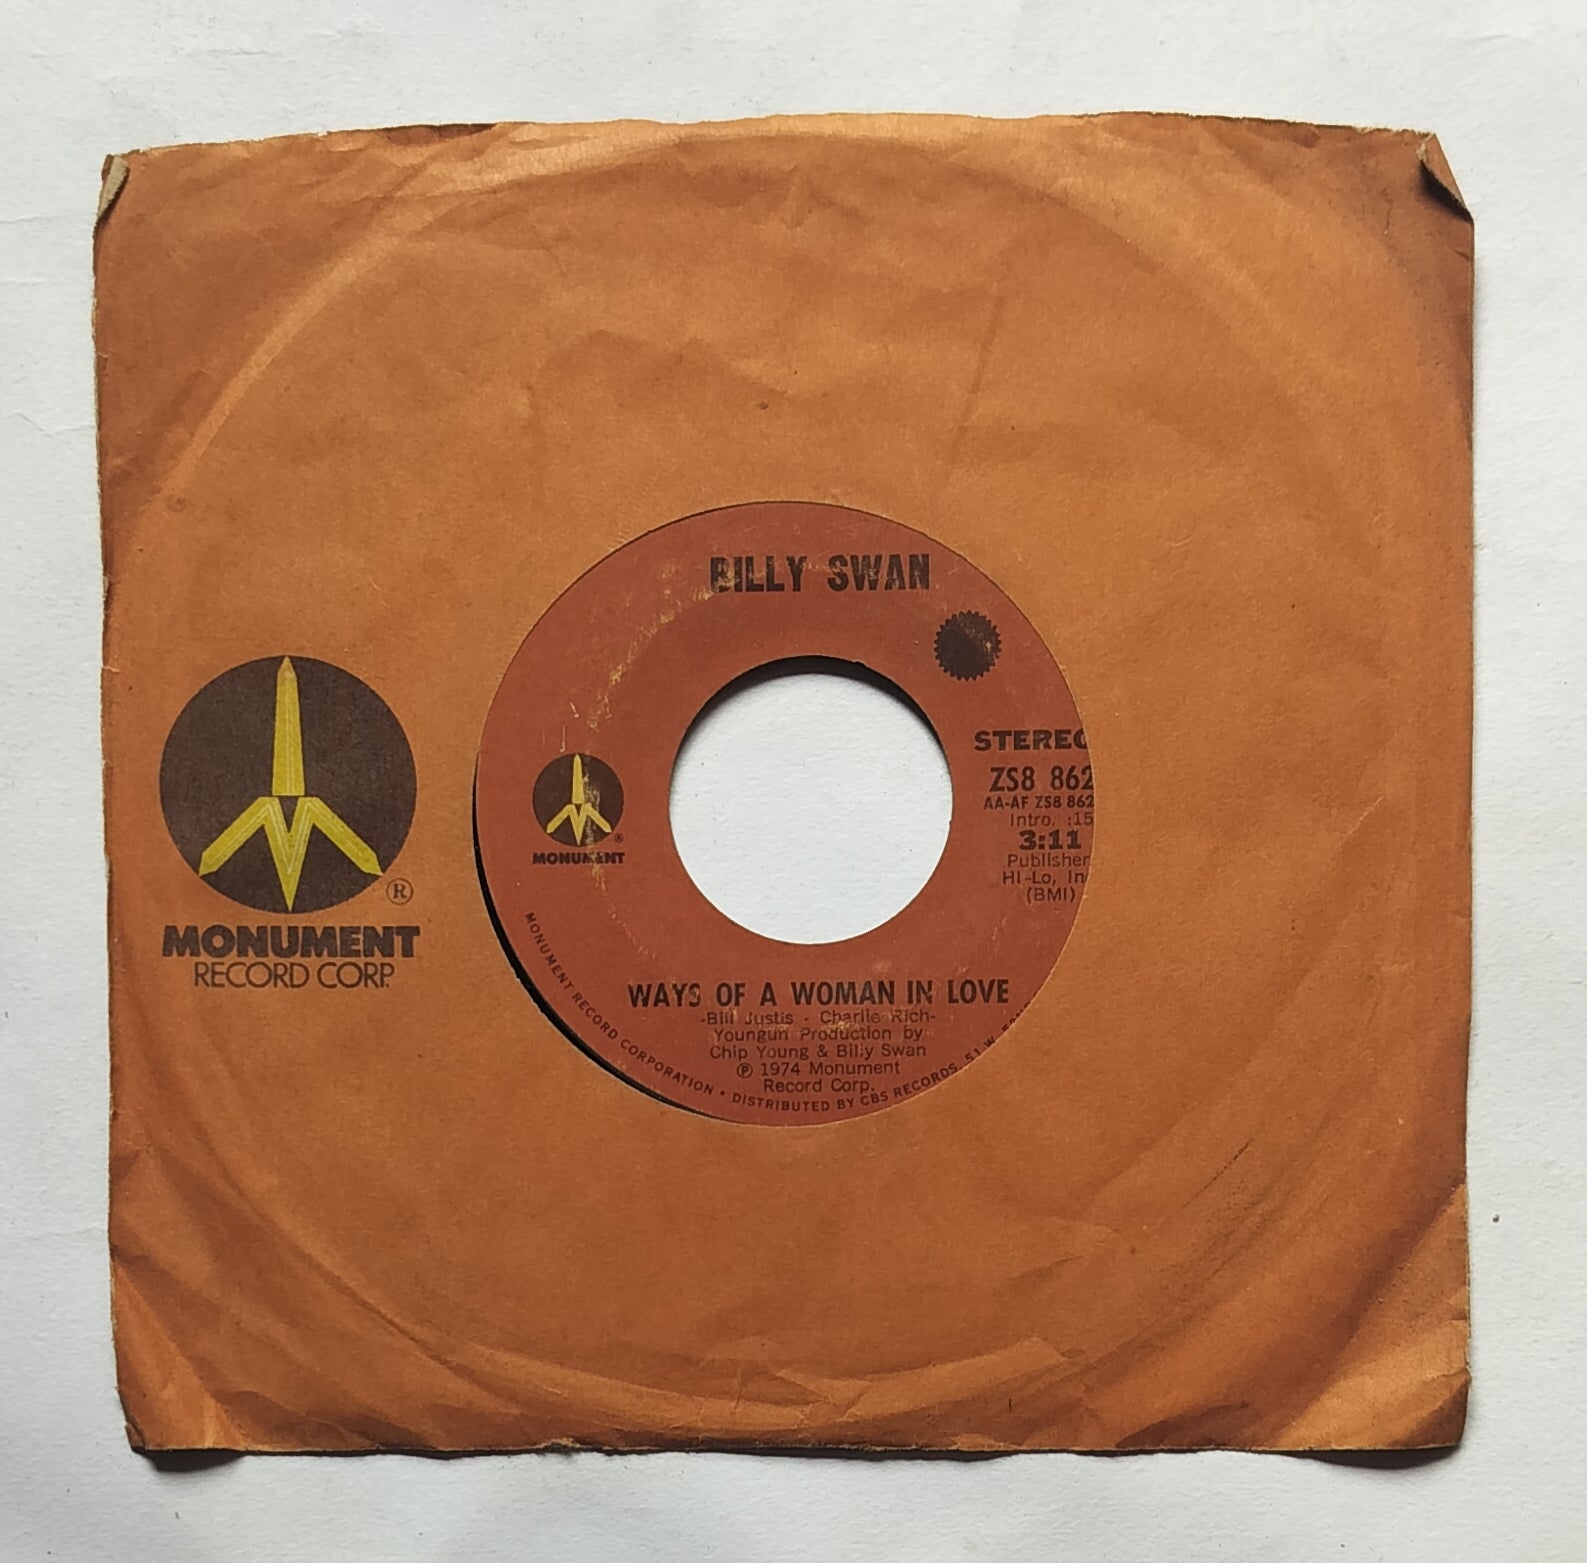 BILLY SWAN
STEREO
ZS8 862
AA-AF ZS8 862
Intro. :15
3:11
Publisher
HI-Lo, In
(BMI)
®
MONUMENT
RECORD CORP.
®
MONUMENT
WAYS OF A WOMAN IN LOVE
-Bill Justis - Charlie Rich-
Youngun Production by
Chip Young & Billy Swan
℗ 1974 Monument
Record Corp.
MONUMENT RECORD CORPORATION • DISTRIBUTED BY CBS RECORDS, 51 W.